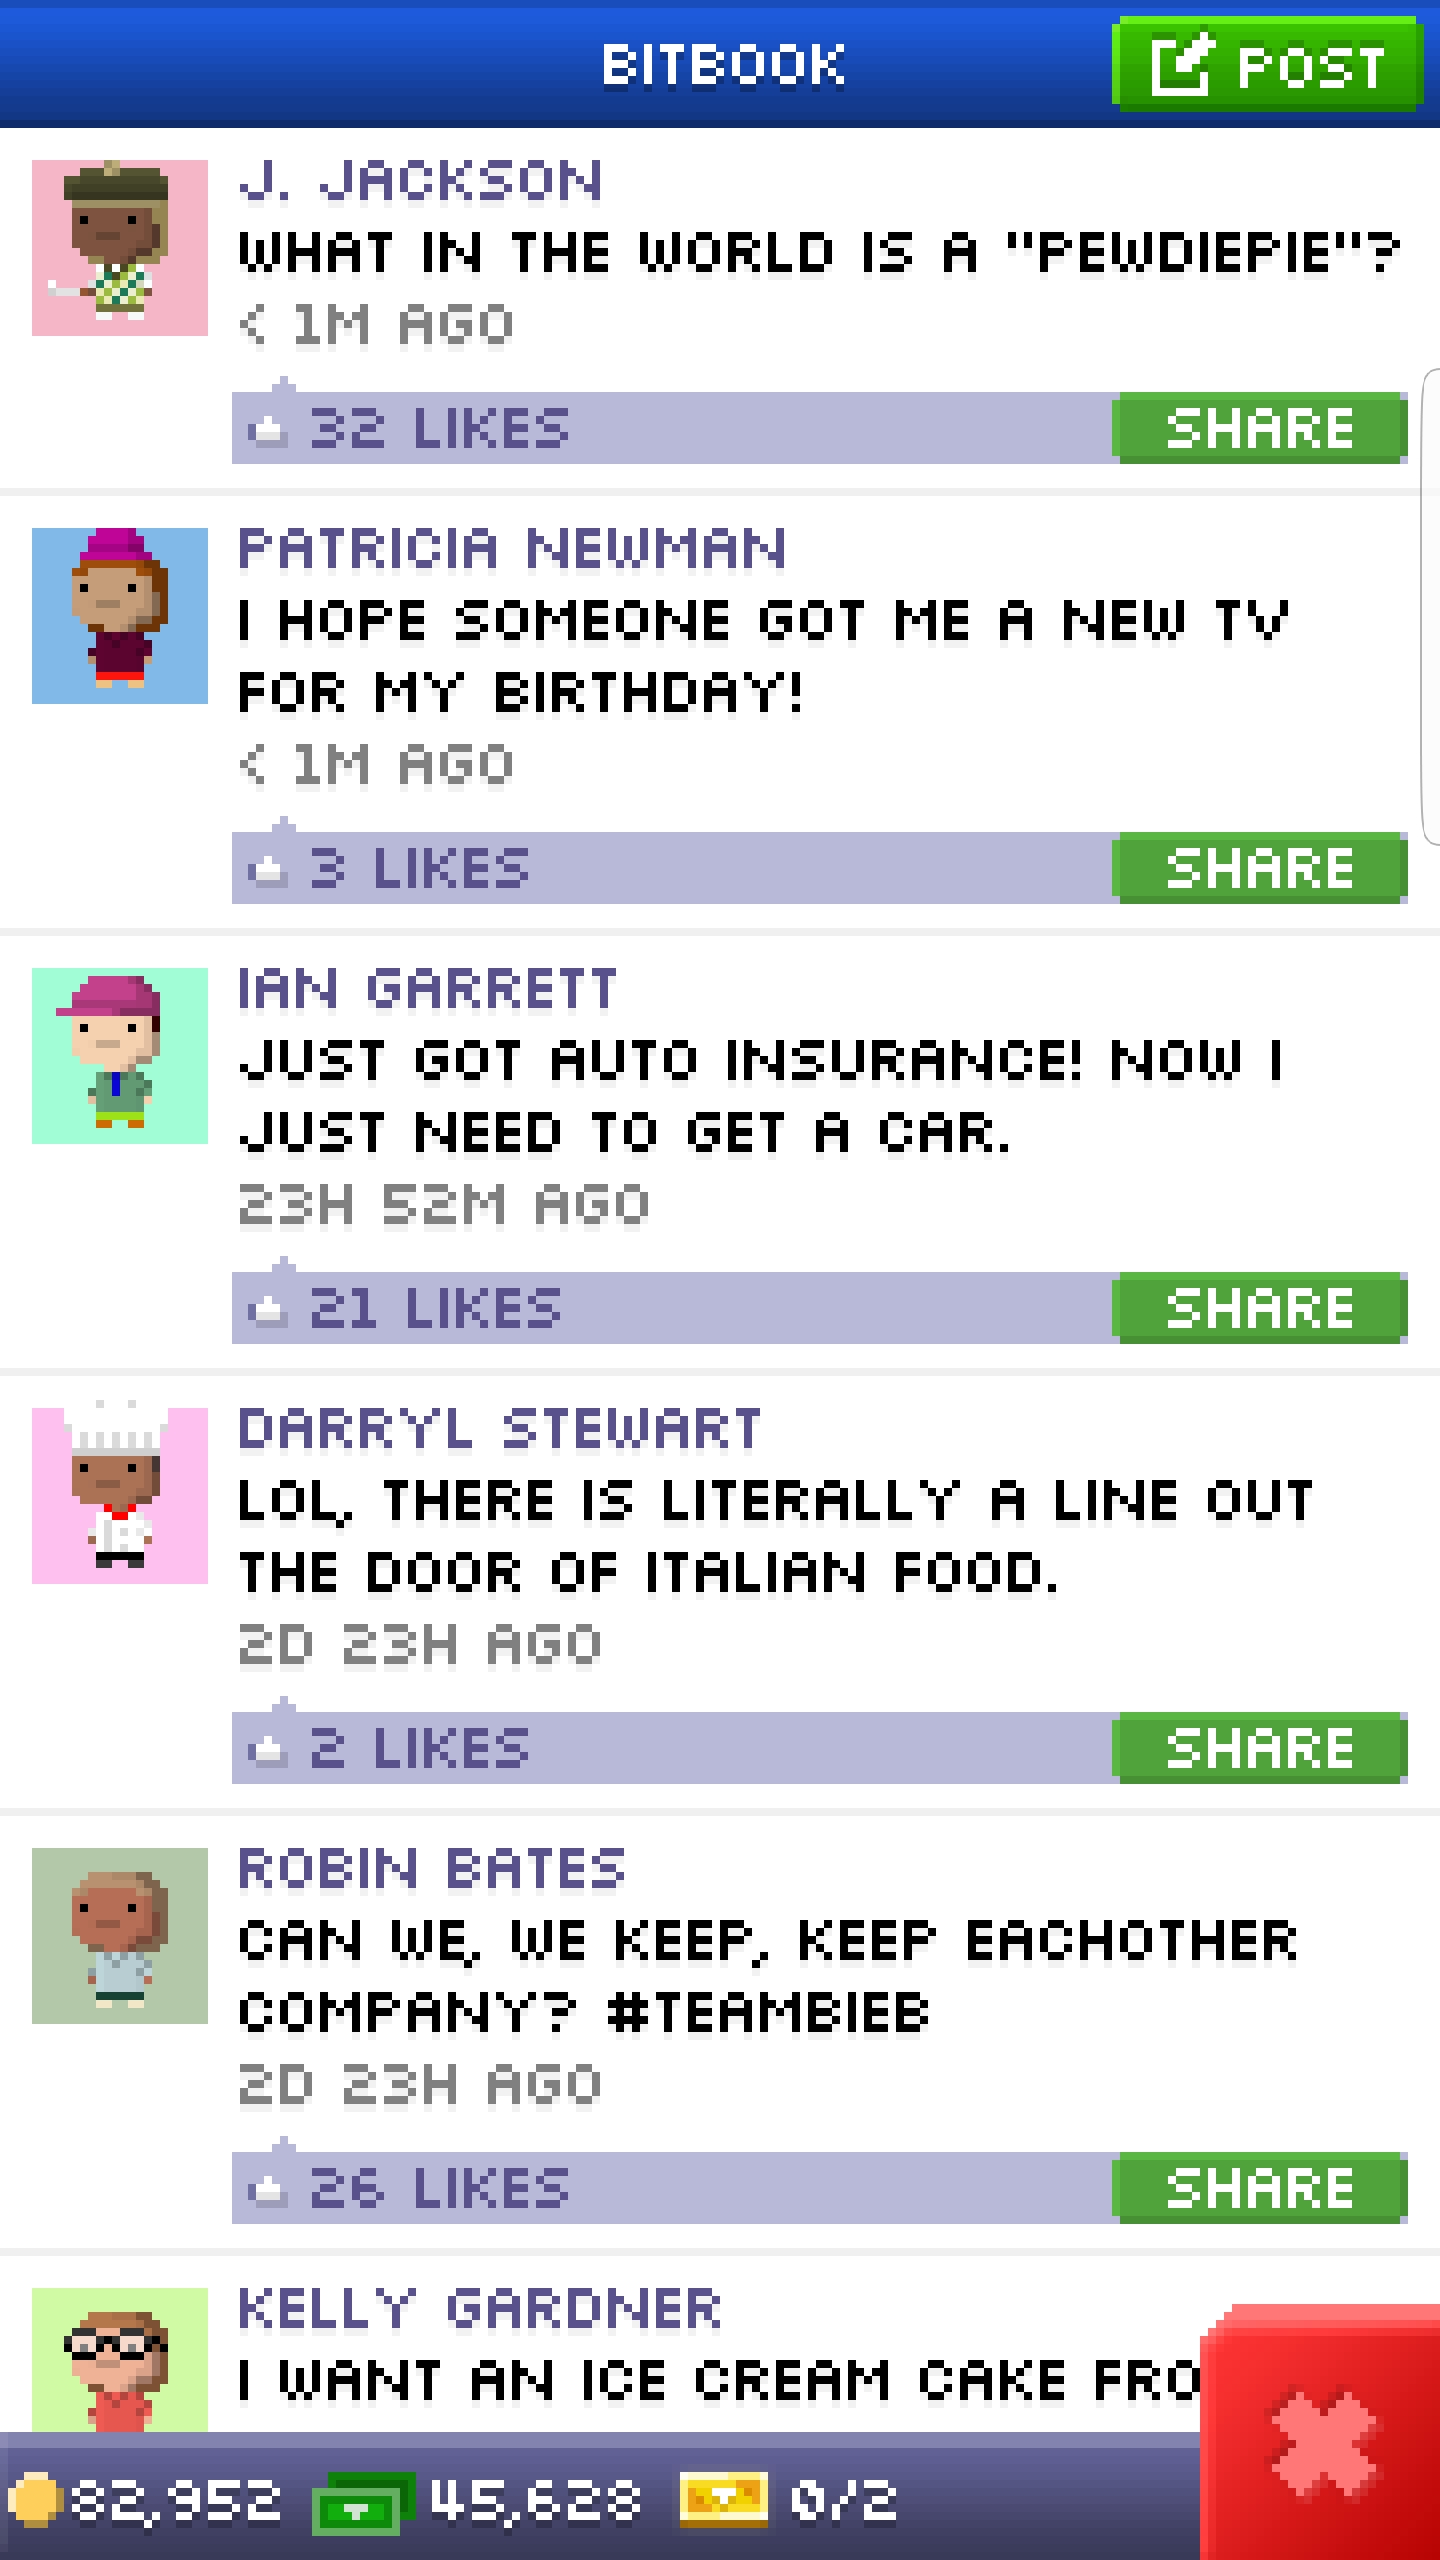 BITBOOK
POST
J. JACKSON
WHAT IN THE WORLD IS A "PEWDIEPIE"?
< 1M AGO
32 LIKES
SHARE
PATRICIA NEWMAN
I HOPE SOMEONE GOT ME A NEW TV
FOR MY BIRTHDAY!
< 1M AGO
3 LIKES
SHARE
IAN GARRETT
JUST GOT AUTO INSURANCE! NOW I
JUST NEED TO GET A CAR.
23H 52M AGO
21 LIKES
SHARE
DARRYL STEWART
LOL, THERE IS LITERALLY A LINE OUT
THE DOOR OF ITALIAN FOOD.
2D 23H AGO
2 LIKES
SHARE
ROBIN BATES
CAN WE, WE KEEP, KEEP EACHOTHER
COMPANY? #TEAMBIEB
2D 23H AGO
26 LIKES
SHARE
KELLY GARDNER
I WANT AN ICE CREAM CAKE FRO
82,952
45,628
0/2